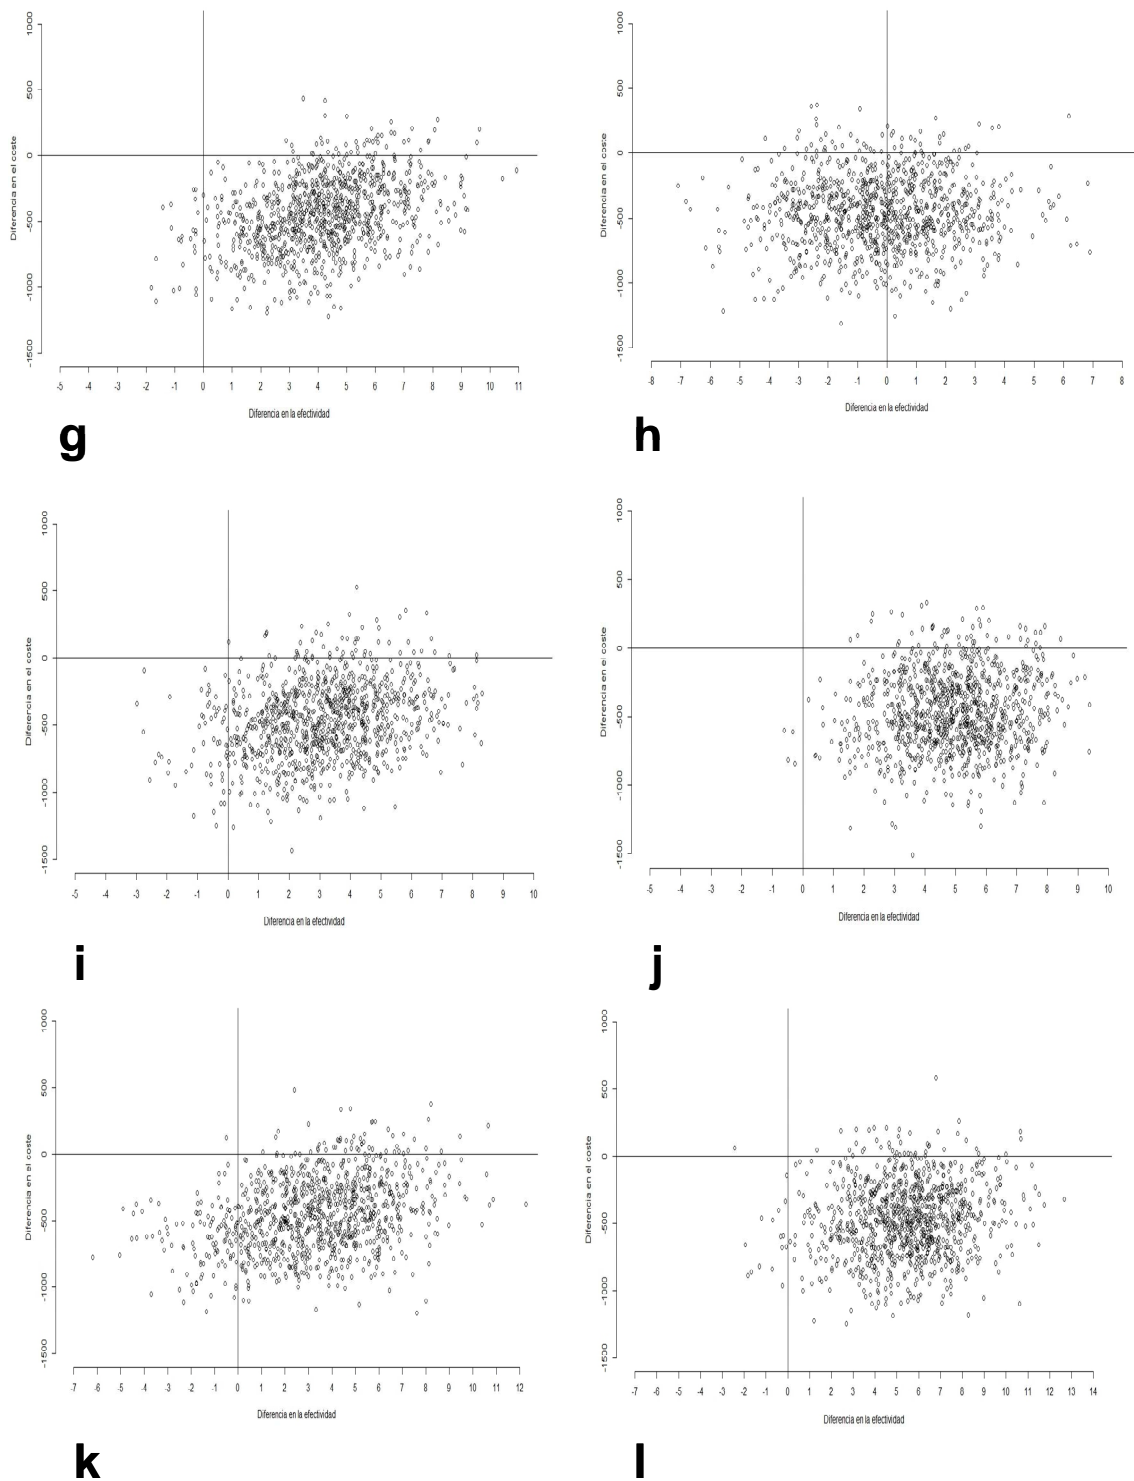 1000
500
0
-500
-1000
-1500
Diferencia en el coste
-5 -4 -3 -2 -1 0 1 2 3 4 5 6 7 8 9 10 11
Diferencia en la efectividad
g
1000
500
0
-500
-1000
-1500
Diferencia en el coste
-8 -7 -6 -5 -4 -3 -2 -1 0 1 2 3 4 5 6 7 8
Diferencia en la efectividad
h
1000
500
0
-500
-1000
-1500
Diferencia en el coste
-5 -4 -3 -2 -1 0 1 2 3 4 5 6 7 8 9 10
Diferencia en la efectividad
i
1000
500
0
-500
-1000
-1500
Diferencia en el coste
-5 -4 -3 -2 -1 0 1 2 3 4 5 6 7 8 9 10
Diferencia en la efectividad
j
1000
500
0
-500
-1000
-1500
Diferencia en el coste
-7 -6 -5 -4 -3 -2 -1 0 1 2 3 4 5 6 7 8 9 10 11 12
Diferencia en la efectividad
k
1000
500
0
-500
-1000
-1500
Diferencia en el coste
-7 -6 -5 -4 -3 -2 -1 0 1 2 3 4 5 6 7 8 9 10 11 12 13 14
Diferencia en la efectividad
l